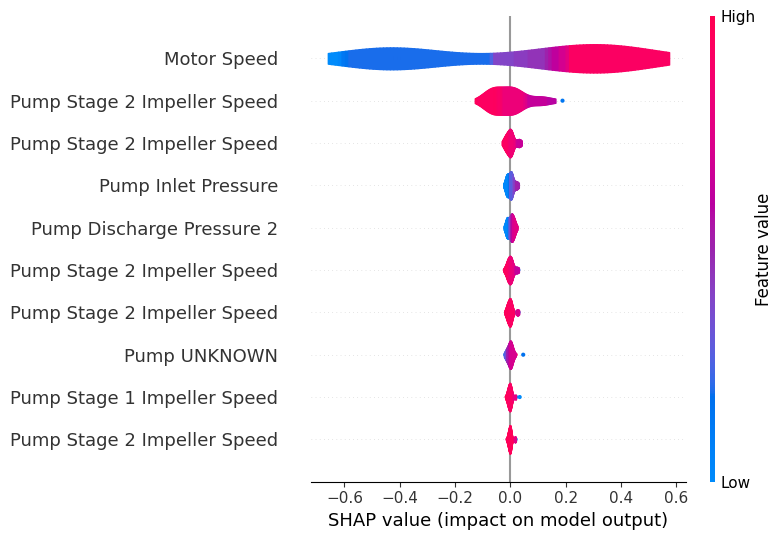 High
Motor Speed
Pump Stage 2 Impeller Speed
Pump Stage 2 Impeller Speed
Pump Inlet Pressure
Pump Discharge Pressure 2
Pump Stage 2 Impeller Speed
Pump Stage 2 Impeller Speed
Pump UNKNOWN
Pump Stage 1 Impeller Speed
Pump Stage 2 Impeller Speed
Feature value
Low
−0.6 −0.4 −0.2 0.0 0.2 0.4 0.6
SHAP value (impact on model output)